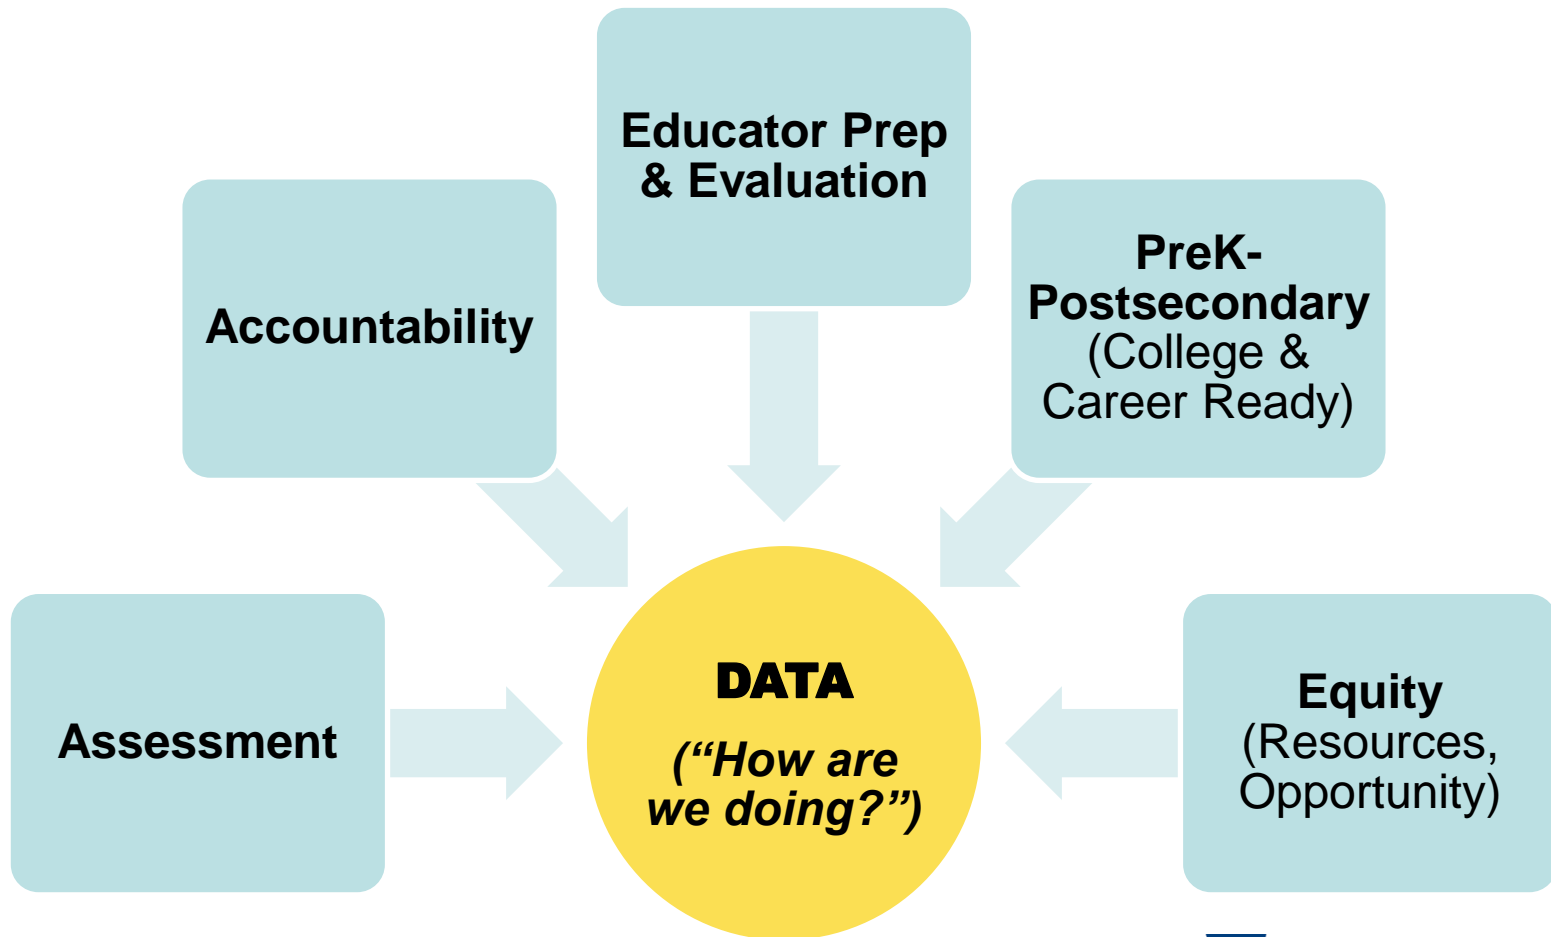 Educator Prep
& Evaluation
Accountability
PreK-
Postsecondary
(College &
Career Ready)
Assessment
DATA
(“How are
we doing?”)
Equity
(Resources,
Opportunity)